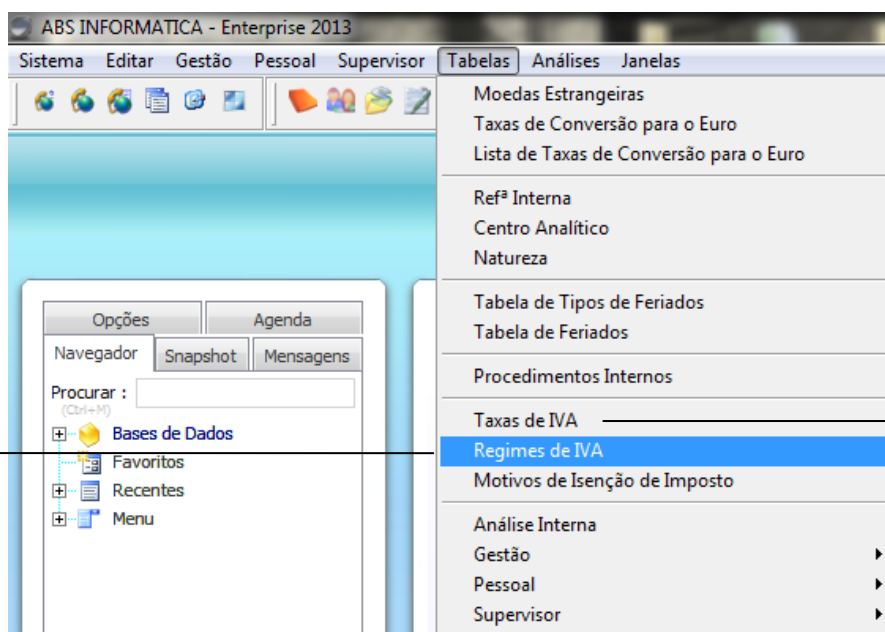 ABS INFORMATICA - Enterprise 2013
Sistema Editar Gestão Pessoal Supervisor Tabelas Análises Janelas
Moedas Estrangeiras
Taxas de Conversão para o Euro
Lista de Taxas de Conversão para o Euro
Refª Interna
Centro Analítico
Natureza
Tabela de Tipos de Feriados
Tabela de Feriados
Procedimentos Internos
Taxas de IVA
Regimes de IVA
Motivos de Isenção de Imposto
Análise Interna
Gestão
Pessoal
Supervisor
Opções Agenda
Navegador Snapshot Mensagens
Procurar :
(Ctrl+M)
Bases de Dados
Favoritos
Recentes
Menu